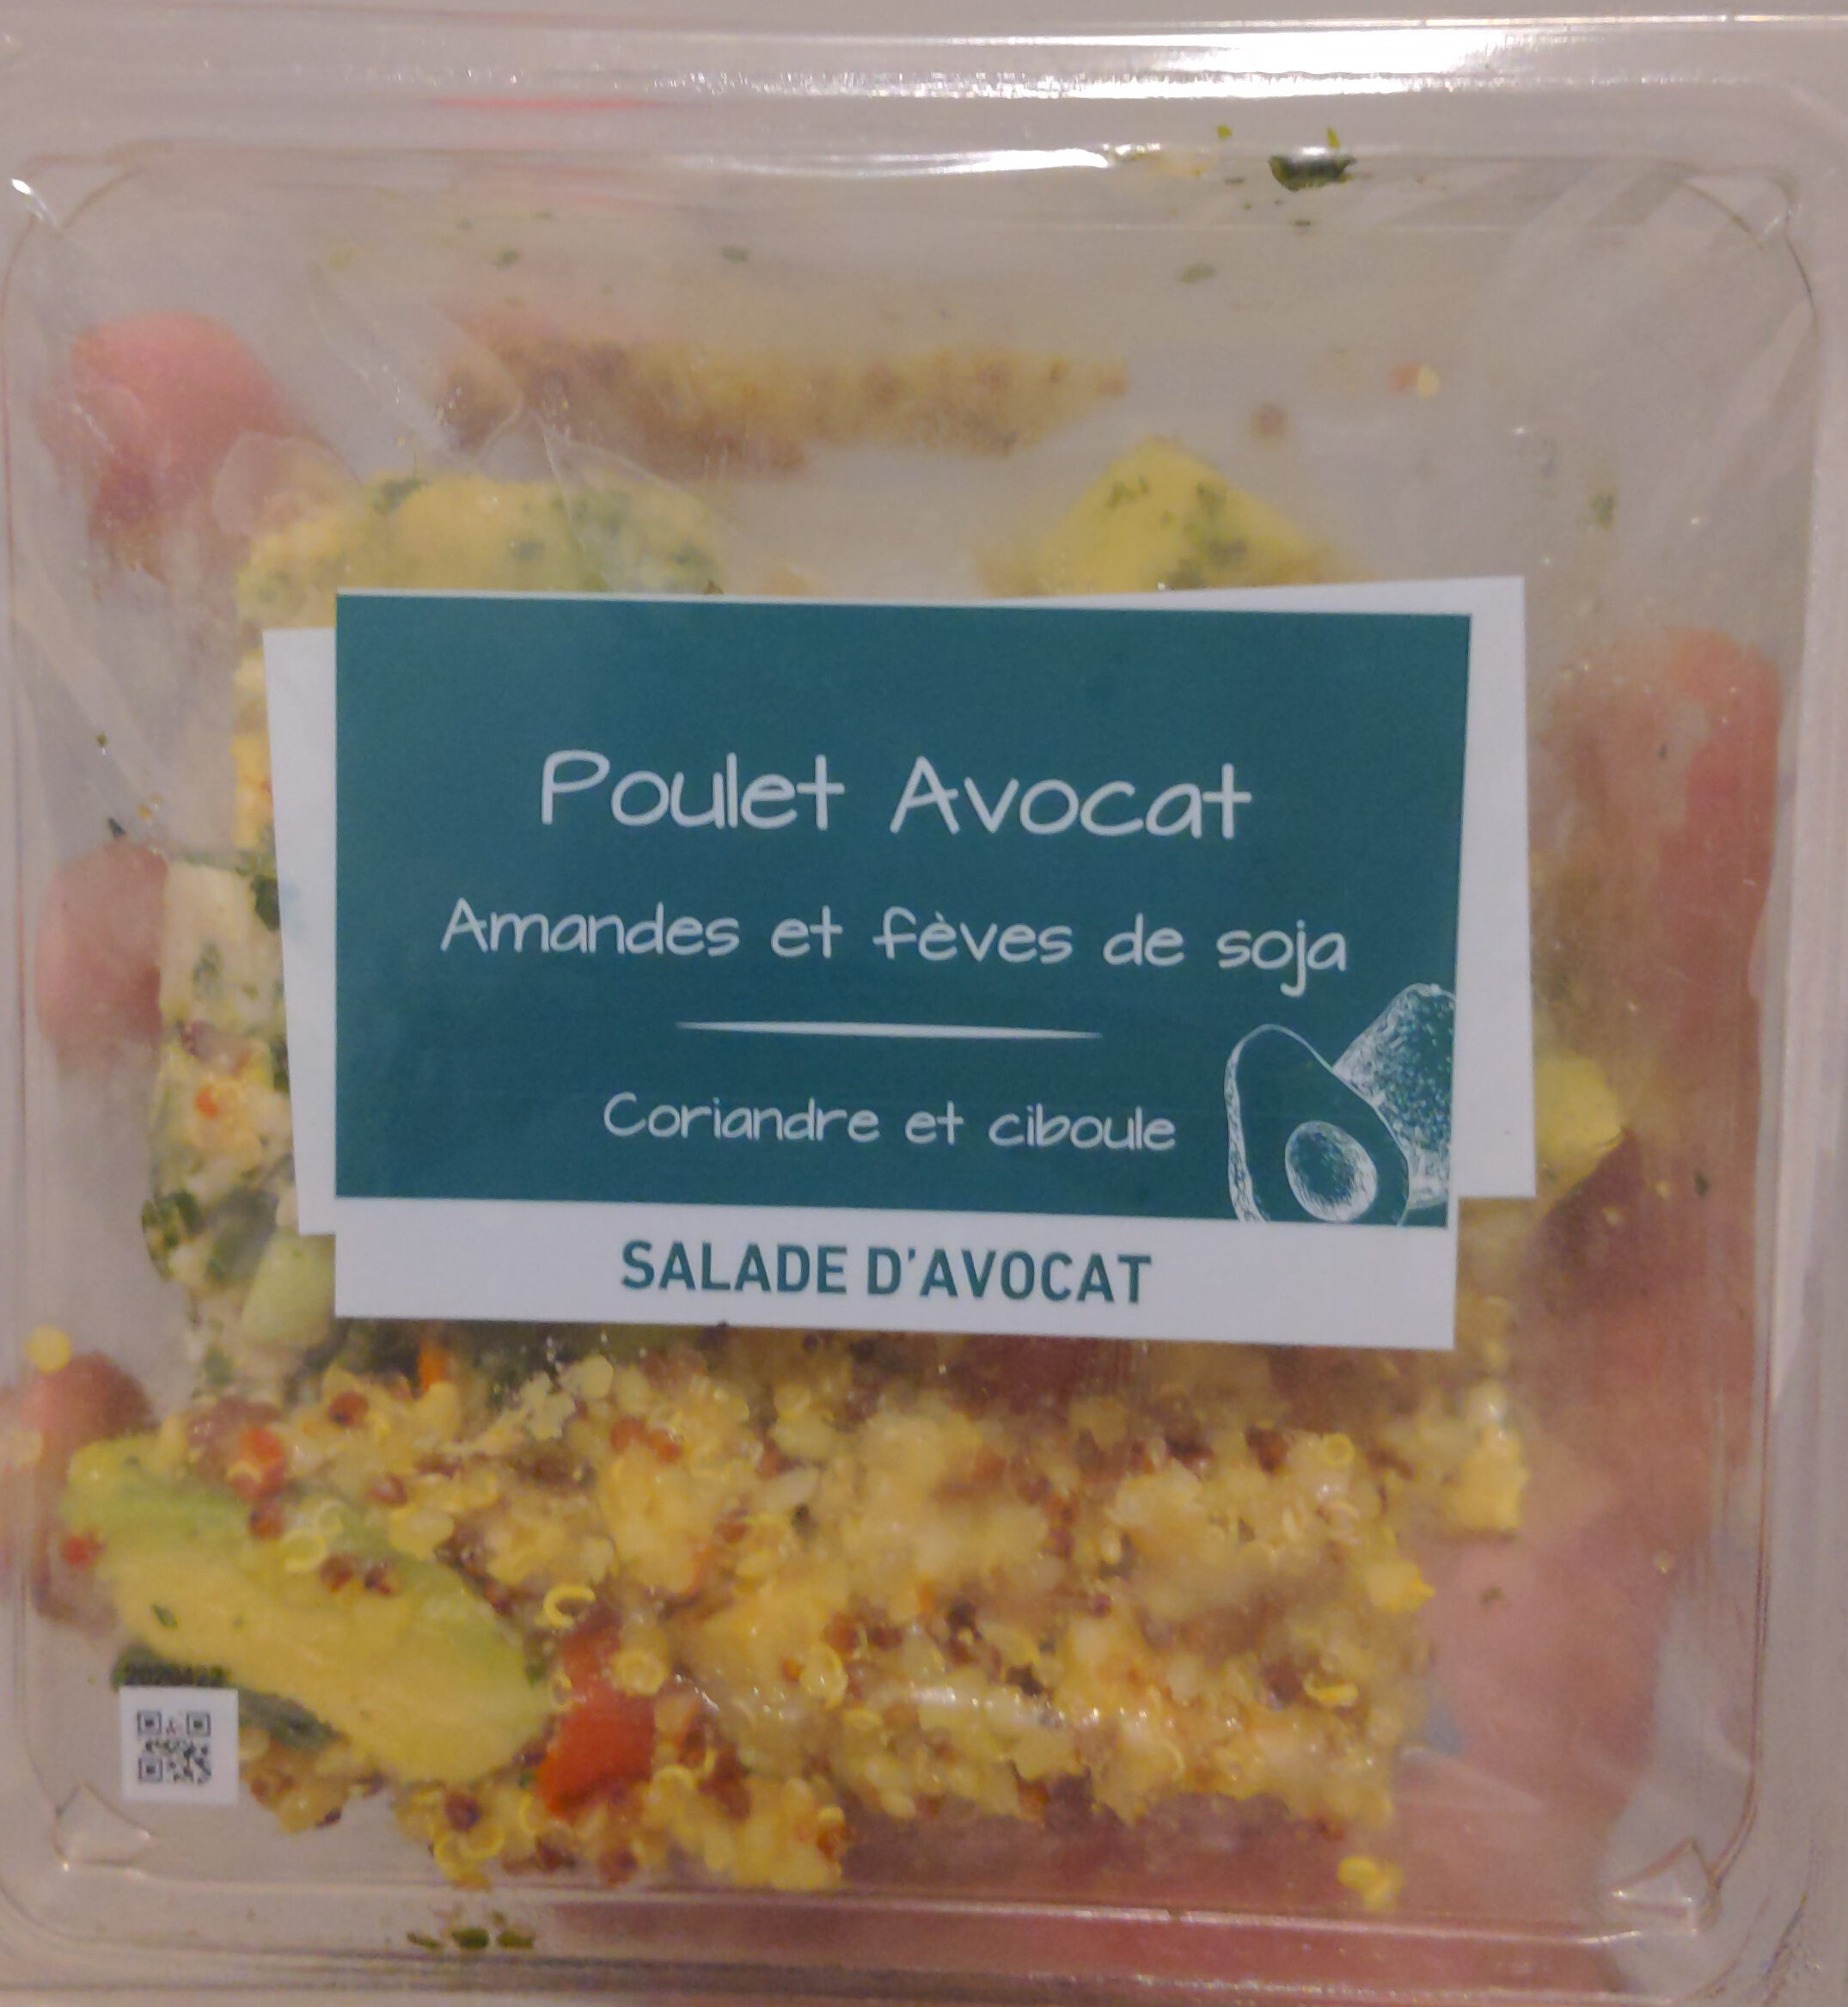 Poulet Avocat
Amandes et fèves de soja
Coriandre et ciboule
SALADE D'AVOCAT